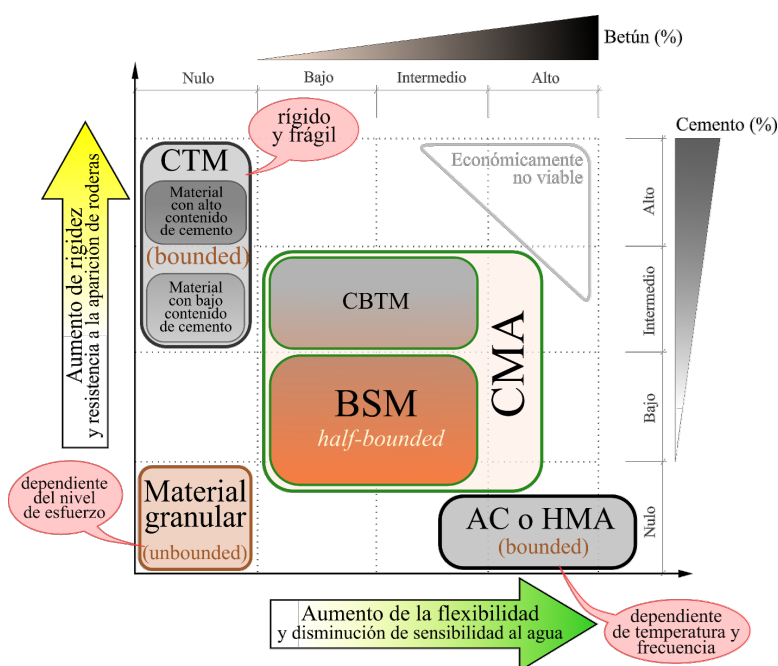 Betún (%)
Nulo
Bajo
Intermedio
Alto
Cemento (%)
rígido
y frágil
CTM
Material
con alto
contenido
de cemento
(bounded)
Material
con bajo
contenido
de cemento
Económicamente
no viable
Alto
Intermedio
Bajo
Nulo
Aumento de rigidez
y resistencia a la aparición de roderas
CBTM
CMA
BSM
half-bounded
dependiente
del nivel
de esfuerzo
Material
granular
(unbounded)
AC o HMA
(bounded)
Aumento de la flexibilidad
y disminución de sensibilidad al agua
dependiente
de temperatura y
frecuencia